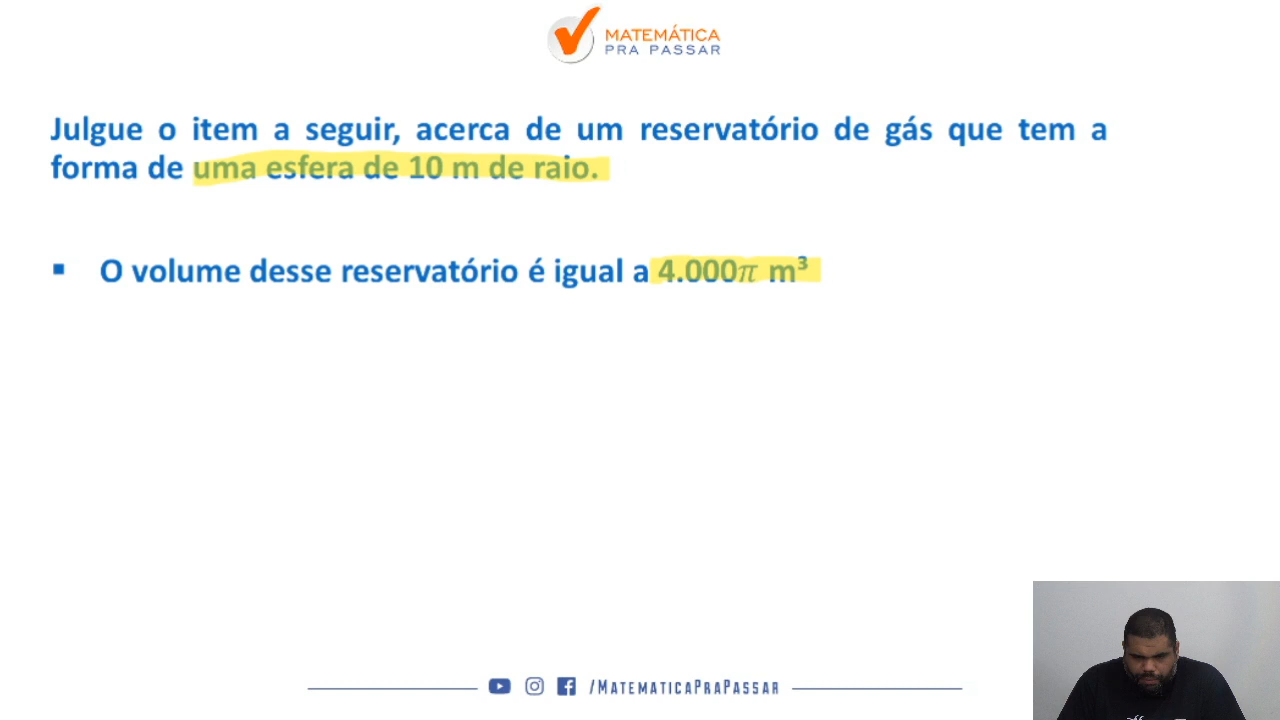 MATEMÁTICA
PRA PASSAR
Julgue o item a seguir, acerca de um reservatório de gás que tem a
forma de uma esfera de 10 m de raio.
▪ O volume desse reservatório é igual a 4.000π m³
/MATEMATICAPRAPASSAR